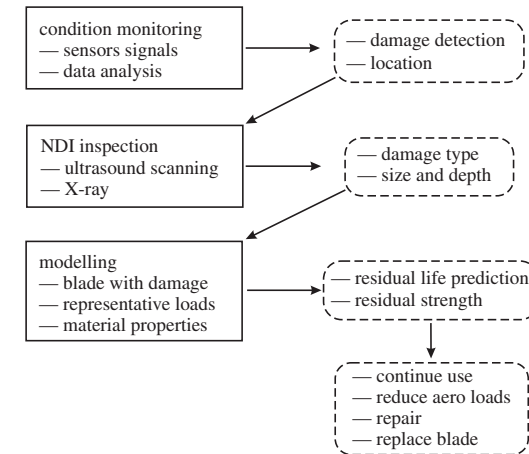 condition monitoring
— sensors signals
— data analysis
— damage detection
— location
NDI inspection
— ultrasound scanning
— X-ray
— damage type
— size and depth
modelling
— blade with damage
— representative loads
— material properties
— residual life prediction
— residual strength
— continue use
— reduce aero loads
— repair
— replace blade